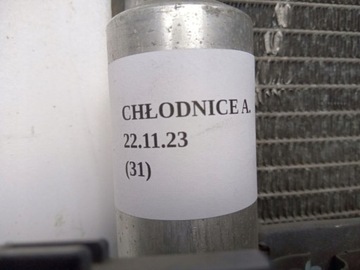 CHŁODNICE A.
22.11.23
(31)